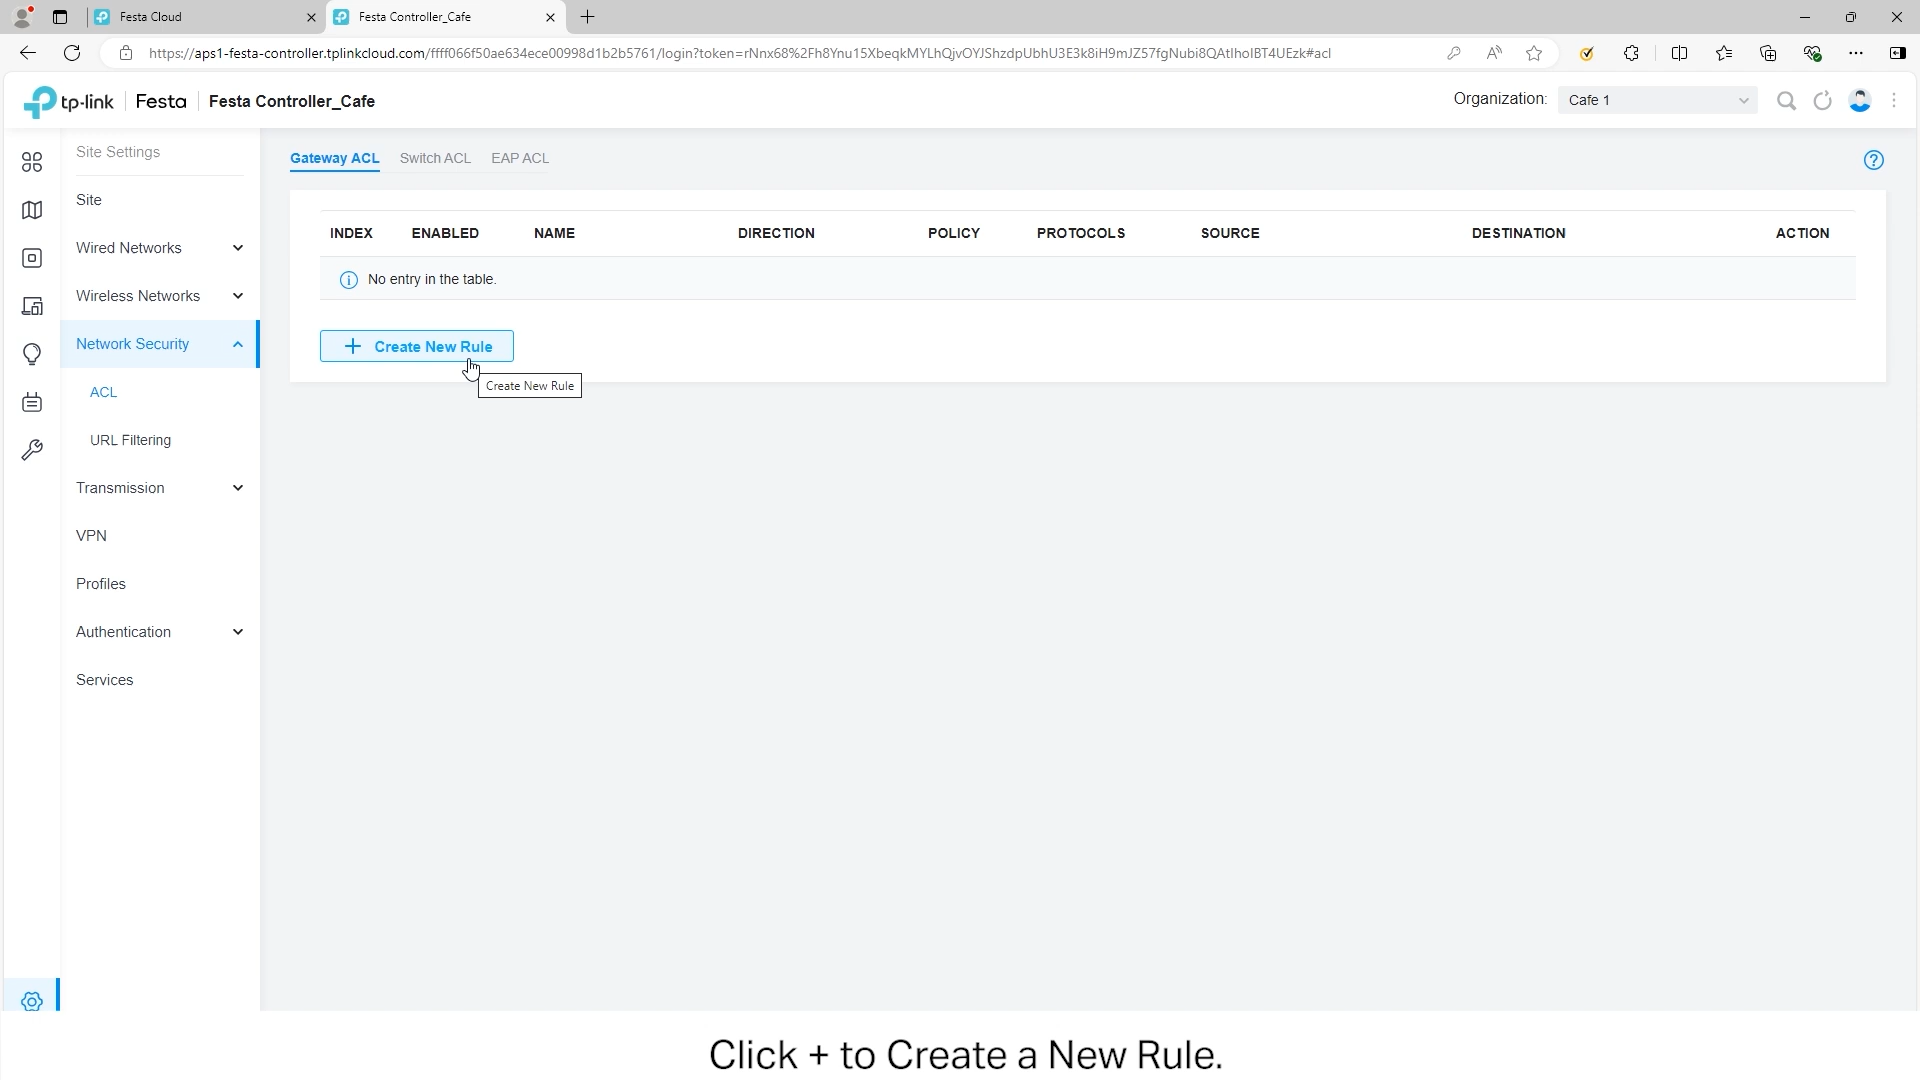 Festa Cloud
Festa Controller_Cafe
https://aps1-festa-controller.tplinkcloud.com/ffff066f50ae634ece00998d1b2b5761/login?token=rNnx68%2Fh8Ynu15XbeqkMYLhQjvOYJShzdpUbhU3E3k8iH9mJZ57fgNubi8QAtlholBT4UEzk#acl
tp-link Festa Festa Controller_Cafe
Organization: Cafe 1
Site Settings
Site
Wired Networks
Wireless Networks
Network Security
ACL
URL Filtering
Transmission
VPN
Profiles
Authentication
Services
Gateway ACL Switch ACL EAP ACL
INDEX ENABLED NAME DIRECTION POLICY PROTOCOLS SOURCE DESTINATION ACTION
No entry in the table.
+ Create New Rule
Create New Rule
Click + to Create a New Rule.